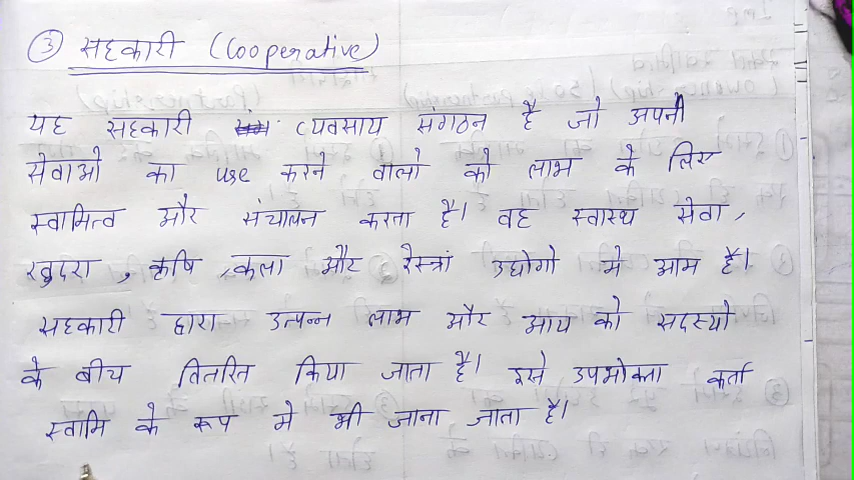 ③ सहकारी (Cooperative)
यह सहकारी व्यवसाय सगठन है जो अपनी
सेवाओ का use करने वालो को लाभ के लिए
स्वामित्व और संचालन करता है। वह स्वास्थ सेवा,
खुदरा, कृषि, कला और रेस्त्रां उद्योगो मे आम है।
सहकारी द्वारा उत्पन्न लाभ और आय को सदस्यो
के बीच वितरित किया जाता है। इसे उपभोक्ता कर्ता
स्वामि के रूप मे भी जाना जाता है।